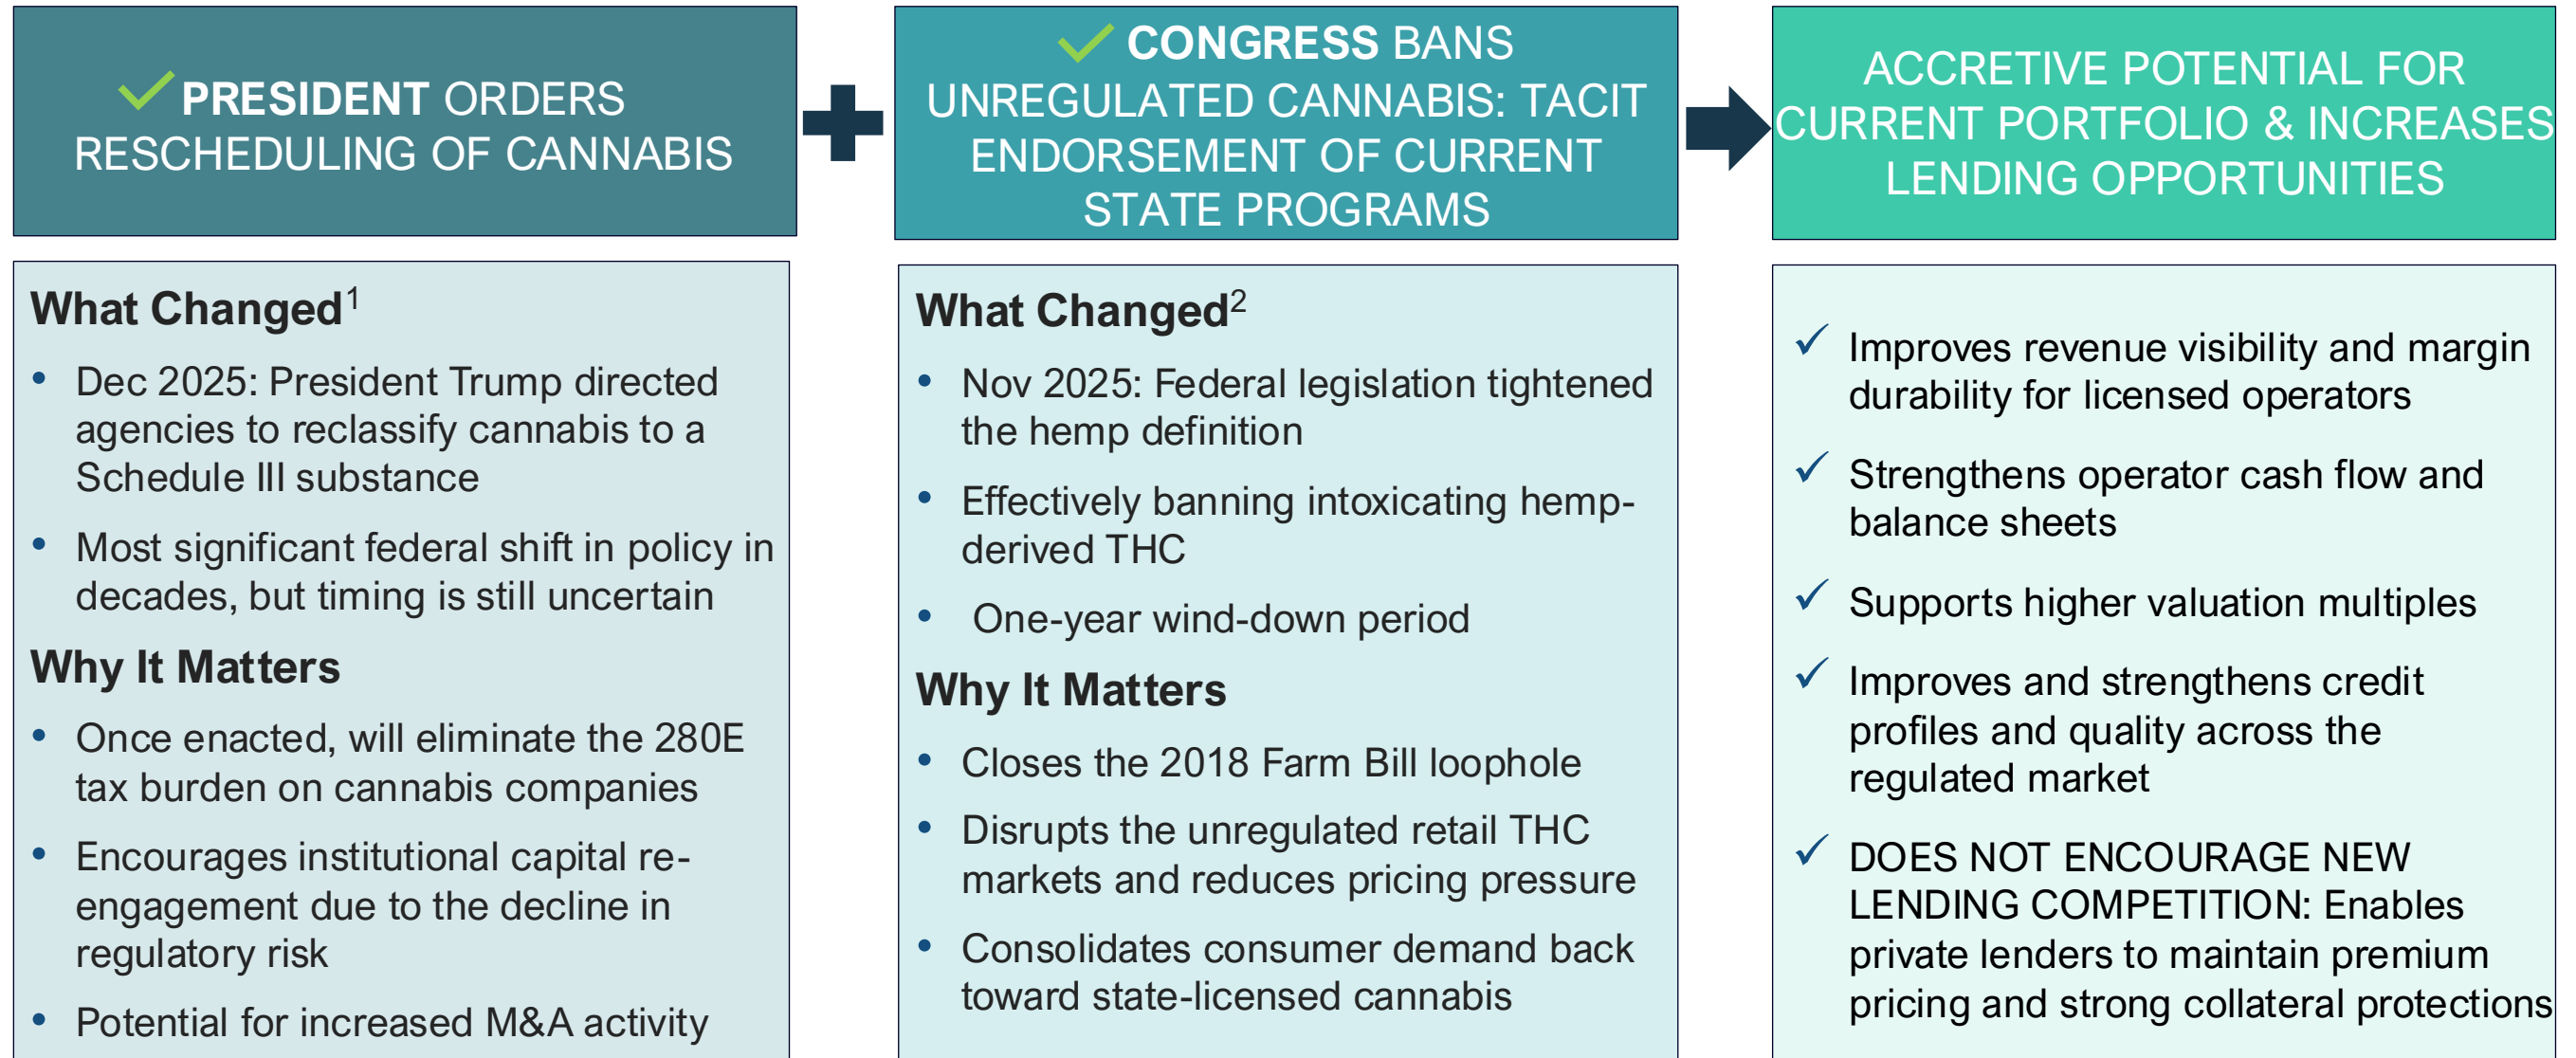 PRESIDENT ORDERS
RESCHEDULING OF CANNABIS
What Changed1
• Dec 2025: President Trump directed
agencies to reclassify cannabis to a
Schedule III substance
• Most significant federal shift in policy in
decades, but timing is still uncertain
Why It Matters
• Once enacted, will eliminate the 280E
tax burden on cannabis companies
• Encourages institutional capital re-
engagement due to the decline in
regulatory risk
• Potential for increased M&A activity
CONGRESS BANS
UNREGULATED CANNABIS: TACIT
ENDORSEMENT OF CURRENT
STATE PROGRAMS
What Changed2
• Nov 2025: Federal legislation tightened
the hemp definition
• Effectively banning intoxicating hemp-
derived THC
• One-year wind-down period
Why It Matters
• Closes the 2018 Farm Bill loophole
• Disrupts the unregulated retail THC
markets and reduces pricing pressure
• Consolidates consumer demand back
toward state-licensed cannabis
ACCRETIVE POTENTIAL FOR
CURRENT PORTFOLIO & INCREASES
LENDING OPPORTUNITIES
✓ Improves revenue visibility and margin
durability for licensed operators
✓ Strengthens operator cash flow and
balance sheets
✓ Supports higher valuation multiples
✓ Improves and strengthens credit
profiles and quality across the
regulated market
✓ DOES NOT ENCOURAGE NEW
LENDING COMPETITION: Enables
private lenders to maintain premium
pricing and strong collateral protections